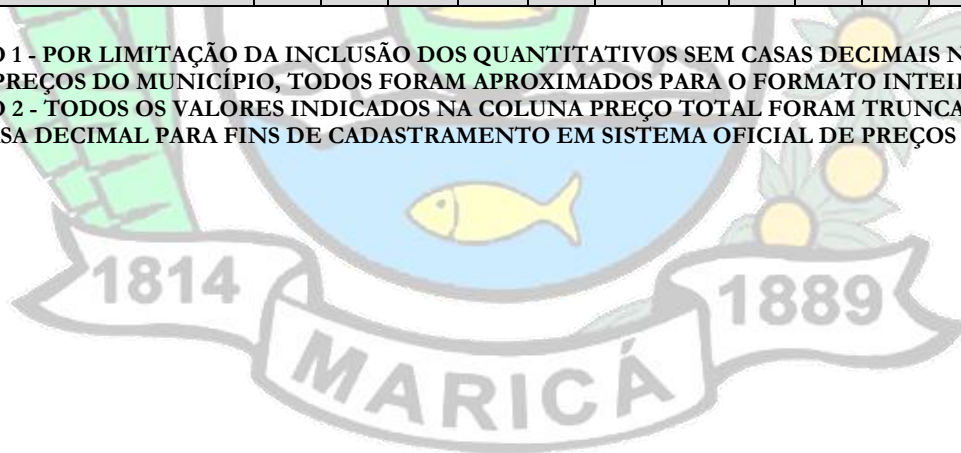 O 1 - POR LIMITAÇÃO DA INCLUSÃO DOS QUANTITATIVOS SEM CASAS DECIMAIS N
PREÇOS DO MUNICÍPIO, TODOS FORAM APROXIMADOS PARA O FORMATO INTEI
O 2 - TODOS OS VALORES INDICADOS NA COLUNA PREÇO TOTAL FORAM TRUNCA
SA DECIMAL PARA FINS DE CADASTRAMENTO EM SISTEMA OFICIAL DE PREÇOS
1814
1889
MARICÁ